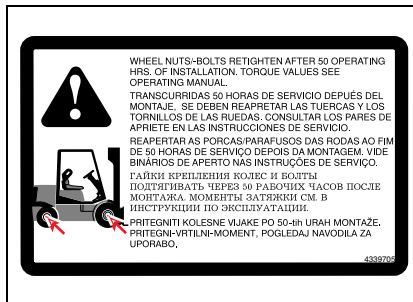 WHEEL NUTS/-BOLTS RETIGHTEN AFTER 50 OPERATING
HRS. OF INSTALLATION. TORQUE VALUES SEE
OPERATING MANUAL.
TRANSCURRIDAS 50 HORAS DE SERVICIO DEPUÉS DEL
MONTAJE, SE DEBEN REAPRETAR LAS TUERCAS Y LOS
TORNILLOS DE LAS RUEDAS. CONSULTAR LOS PARES DE
APRIETE EN LAS INSTRUCCIONES DE SERVICIO.
REAPERTAR AS PORCAS/PARAFUSOS DAS RODAS AO FIM
DE 50 HORAS DE SERVIÇO DEPOIS DA MONTAGEM. VIDE
BINÁRIOS DE APERTO NAS INSTRUÇÕES DE SERVIÇO.
ГАЙКИ КРЕПЛЕНИЯ КОЛЕС И БОЛТЫ
ПОДТЯГИВАТЬ ЧЕРЕЗ 50 РАБОЧИХ ЧАСОВ ПОСЛЕ
МОНТАЖА. МОМЕНТЫ ЗАТЯЖКИ СМ. В
ИНСТРУКЦИИ ПО ЭКСПЛУАТАЦИИ.
PRITEGNITI KOLESNE VIJAKE PO 50-tih URAH MONTAŽE.
PRITEGNI-VRTILNI-MOMENT, POGLEDAJ NAVODILA ZA
UPORABO,
4339705